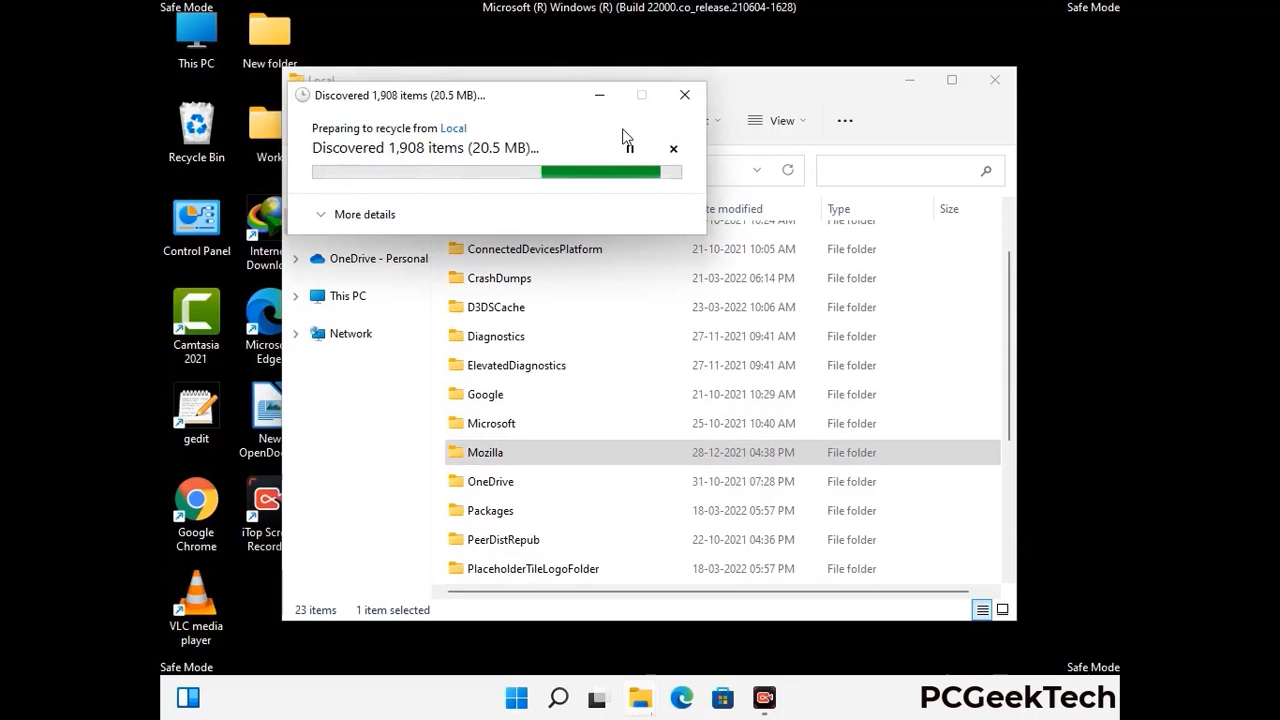 Safe Mode
Microsoft (R) Windows (R) (Build 22000.co_release.210604-1628)
Safe Mode
This PC
New folder
Recycle Bin
Work
Control Panel
Intern
Downlo
Camtasia
2021
Micros
Edge
gedit
New
OpenDo
Google
Chrome
iTop Scr
Record
VLC media
player
Local
Discovered 1,908 items (20.5 MB)...
Preparing to recycle from Local
Discovered 1,908 items (20.5 MB)...
More details
View
te modified
Type
Size
OneDrive - Personal
This PC
Network
File folder
ConnectedDevicesPlatform 21-10-2021 10:05 AM File folder
CrashDumps 21-03-2022 06:14 PM File folder
D3DSCache 23-03-2022 10:06 AM File folder
Diagnostics 27-11-2021 09:41 AM File folder
ElevatedDiagnostics 27-11-2021 09:41 AM File folder
Google 21-10-2021 10:29 AM File folder
Microsoft 25-10-2021 10:40 AM File folder
Mozilla 28-12-2021 04:38 PM File folder
OneDrive 31-10-2021 07:28 PM File folder
Packages 18-03-2022 05:57 PM File folder
PeerDistRepub 22-10-2021 04:36 PM File folder
PlaceholderTileLogoFolder 18-03-2022 05:57 PM File folder
23 items 1 item selected
Safe Mode
Safe Mode
PCGeekTech